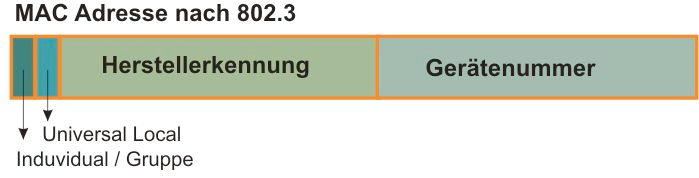 MAC Adresse nach 802.3
Herstellerkennung
Gerätenummer
Universal Local
Induvidual / Gruppe